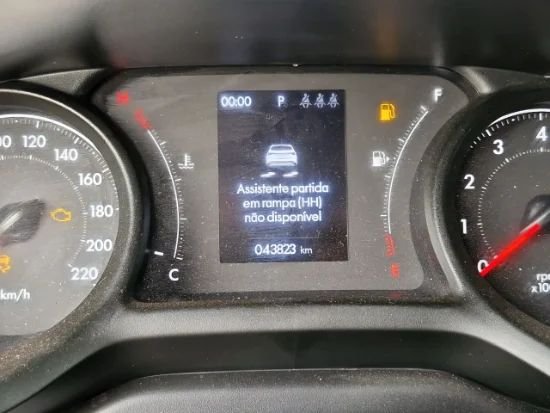 00:00 P
Assistente partida
em rampa (HH)
não disponível
043823 km
H
C
F
E
120
140
160
180
200
220
km/h
4
3
2
1
0
rpm